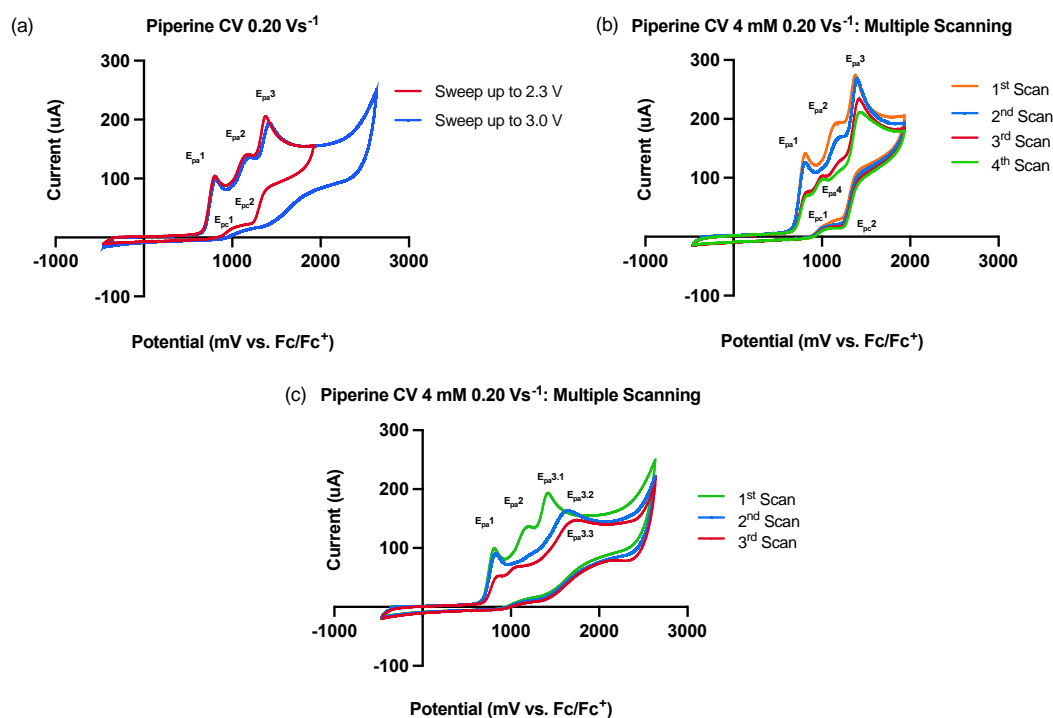 (a) Piperine CV 0.20 Vs-1
300
200
100
0
-100
-1000
1000
2000
3000
Current (uA)
Potential (mV vs. Fc/Fc+)
Epa1
Epa2
Epa3
Epc1
Epc2
Sweep up to 2.3 V
Sweep up to 3.0 V
(b) Piperine CV 4 mM 0.20 Vs-1: Multiple Scanning
300
200
100
0
-100
-1000
1000
2000
3000
Current (uA)
Potential (mV vs. Fc/Fc+)
Epa1
Epa2
Epa3
Epa4
Epc1
Epc2
1st Scan
2nd Scan
3rd Scan
4th Scan
(c) Piperine CV 4 mM 0.20 Vs-1: Multiple Scanning
300
200
100
0
-100
-1000
1000
2000
3000
Current (uA)
Potential (mV vs. Fc/Fc+)
Epa1
Epa2
Epa3.1
Epa3.2
Epa3.3
1st Scan
2nd Scan
3rd Scan